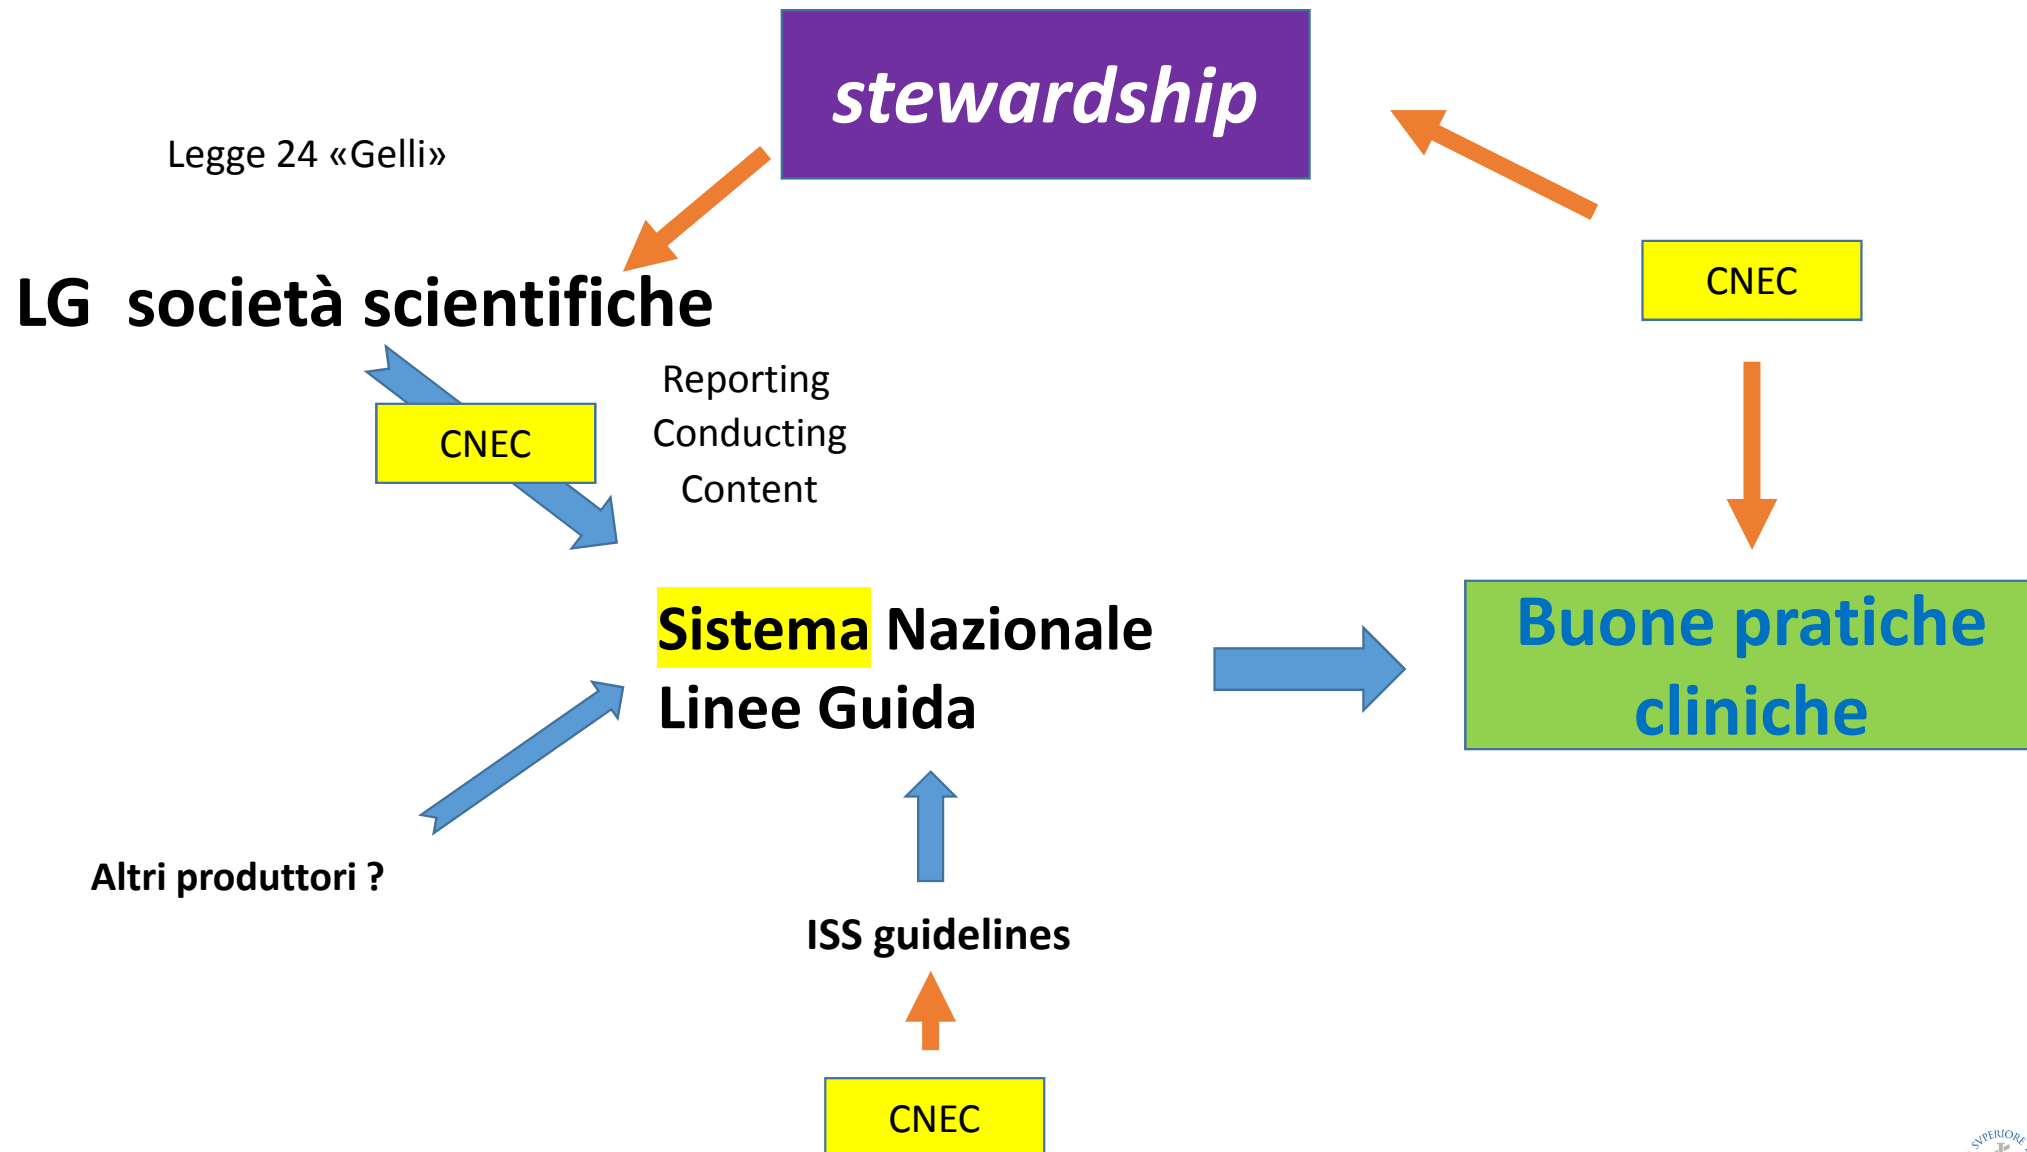 stewardship
Legge 24 «Gelli»
CNEC
LG società scientifiche
Reporting
CNEC
Conducting
Content
Sistema Nazionale
Linee Guida
Buone pratiche
cliniche
Altri produttori ?
ISS guidelines
CNEC
SVPERIORE